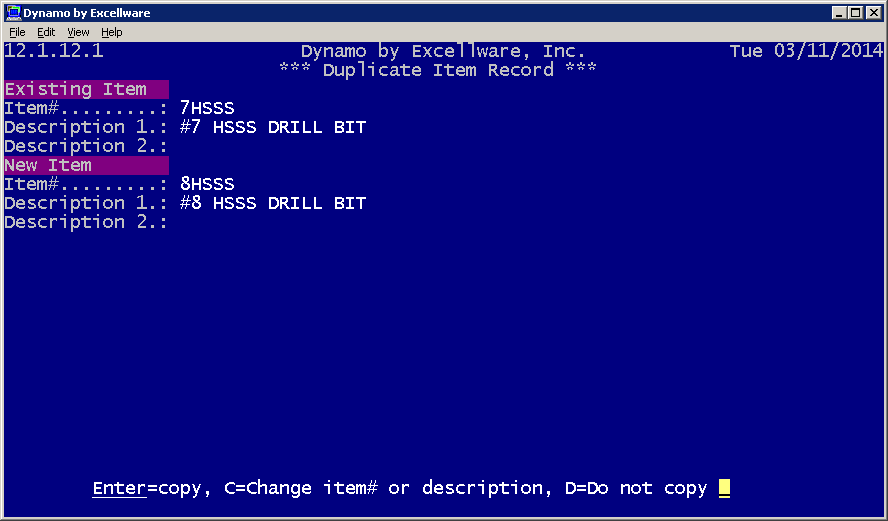 Dynamo by Excellware
File Edit View Help
12.1.12.1 Dynamo by Excellware, Inc. Tue 03/11/2014
*** Duplicate Item Record ***
Existing Item
Item#.........: 7HSSS
Description 1.: #7 HSSS DRILL BIT
Description 2.:
New Item
Item#.........: 8HSSS
Description 1.: #8 HSSS DRILL BIT
Description 2.:
Enter=copy, C=Change item# or description, D=Do not copy